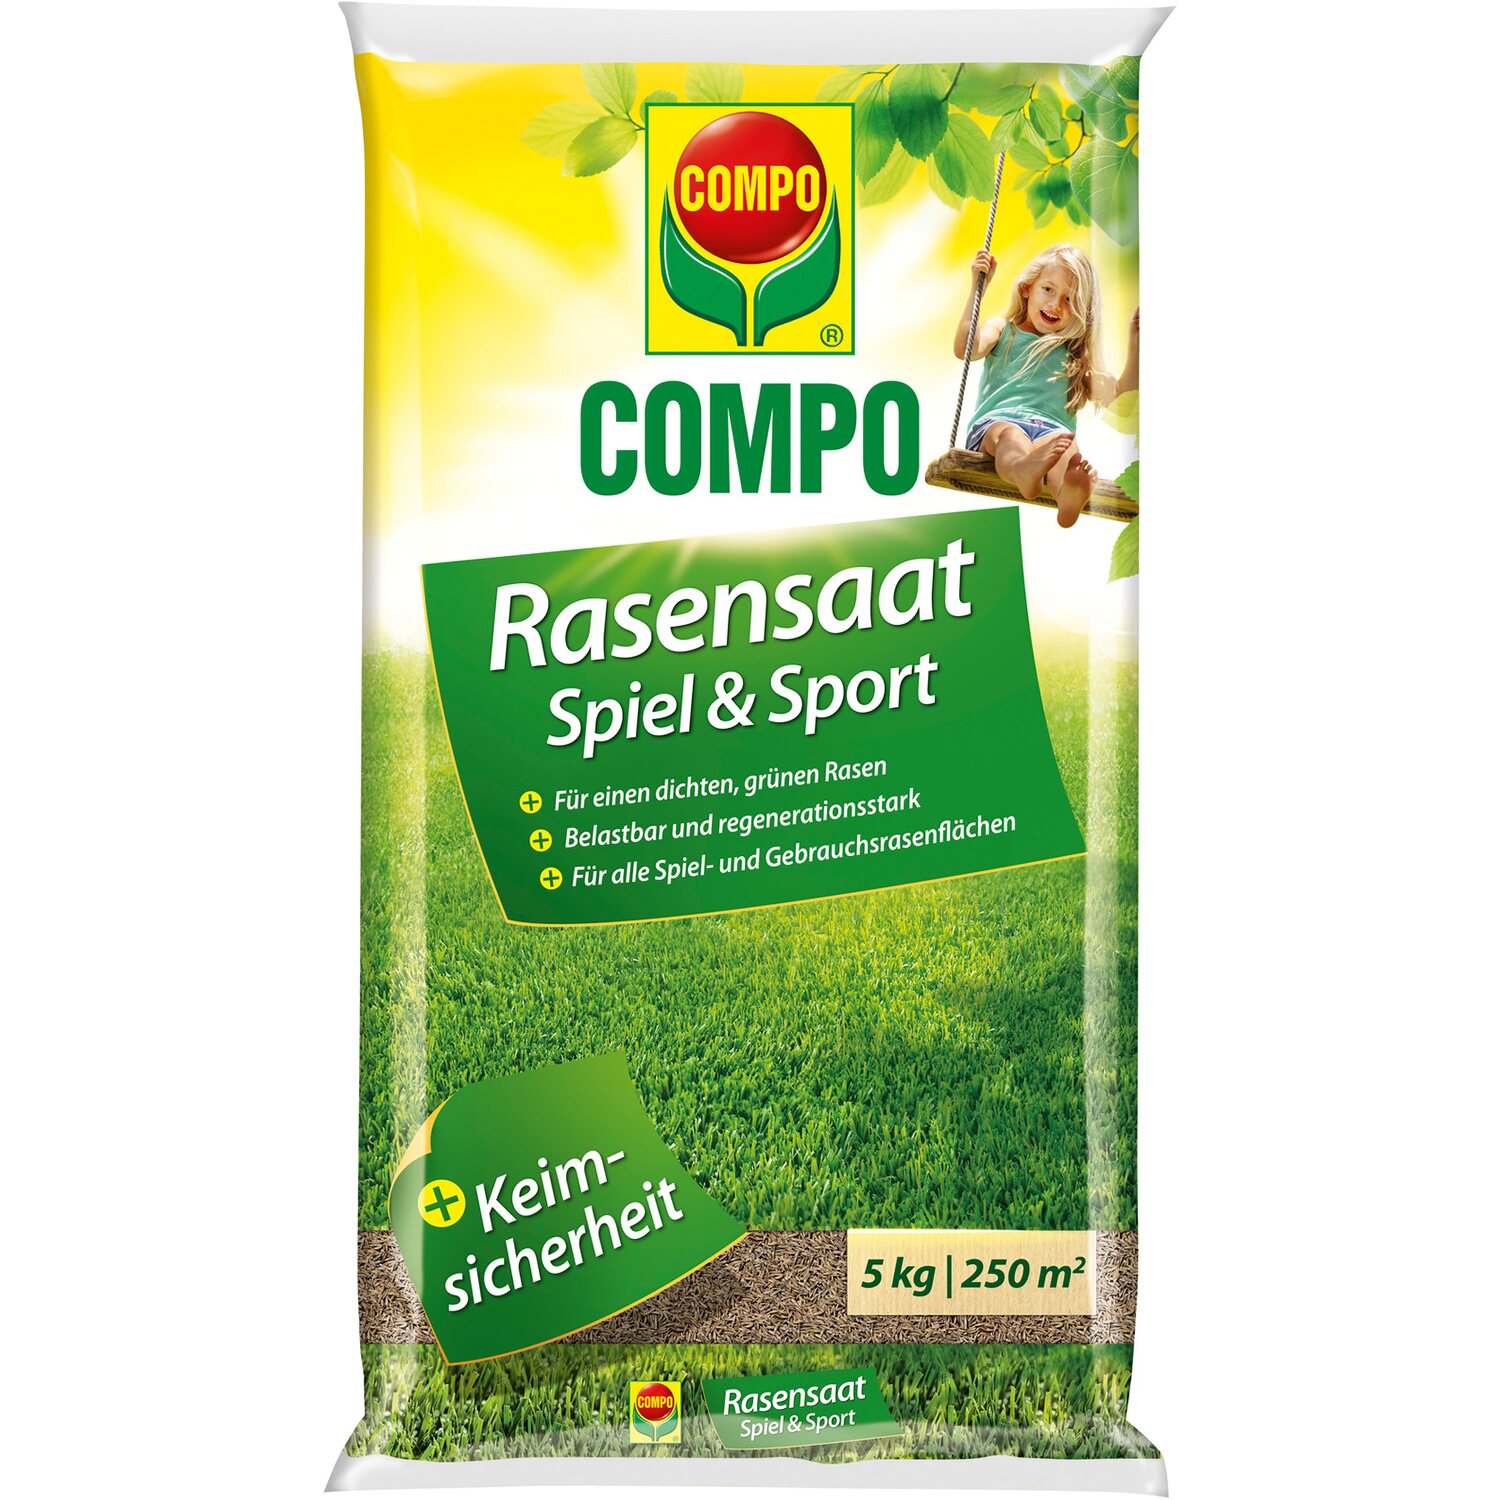 COMPO
®
COMPO
Rasensaat
Spiel & Sport
+ Für einen dichten, grünen Rasen
+ Belastbar und regenerationsstark
+ Für alle Spiel- und Gebrauchsrasenflächen
+ Keim-
sicherheit
5 kg | 250 m²
COMPO
®
Rasensaat
Spiel & Sport